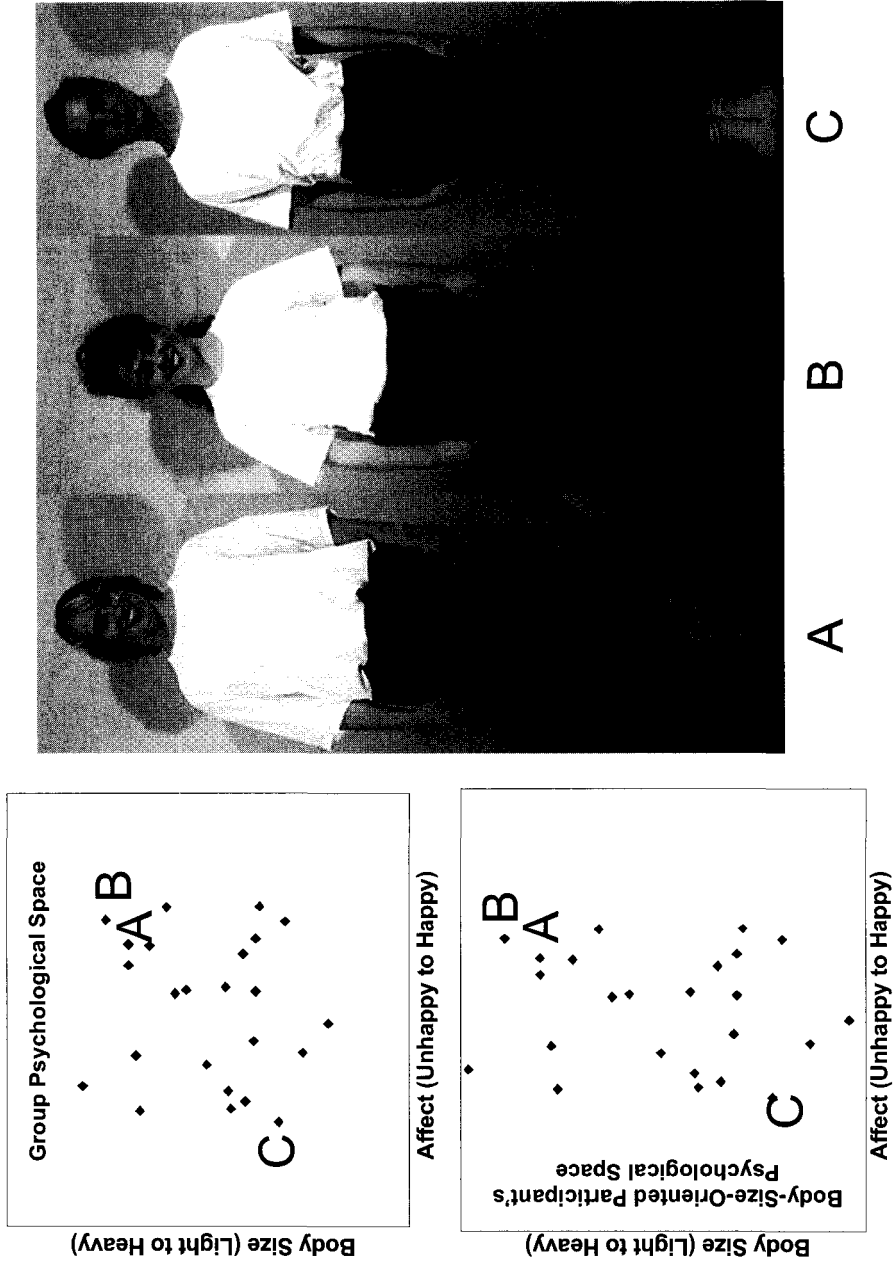 Group Psychological Space
B
A
C
Body Size (Light to Heavy)
Affect (Unhappy to Happy)
Body-Size-Oriented Participant's
Psychological Space
B
A
C
Body Size (Light to Heavy)
Affect (Unhappy to Happy)
A
B
C